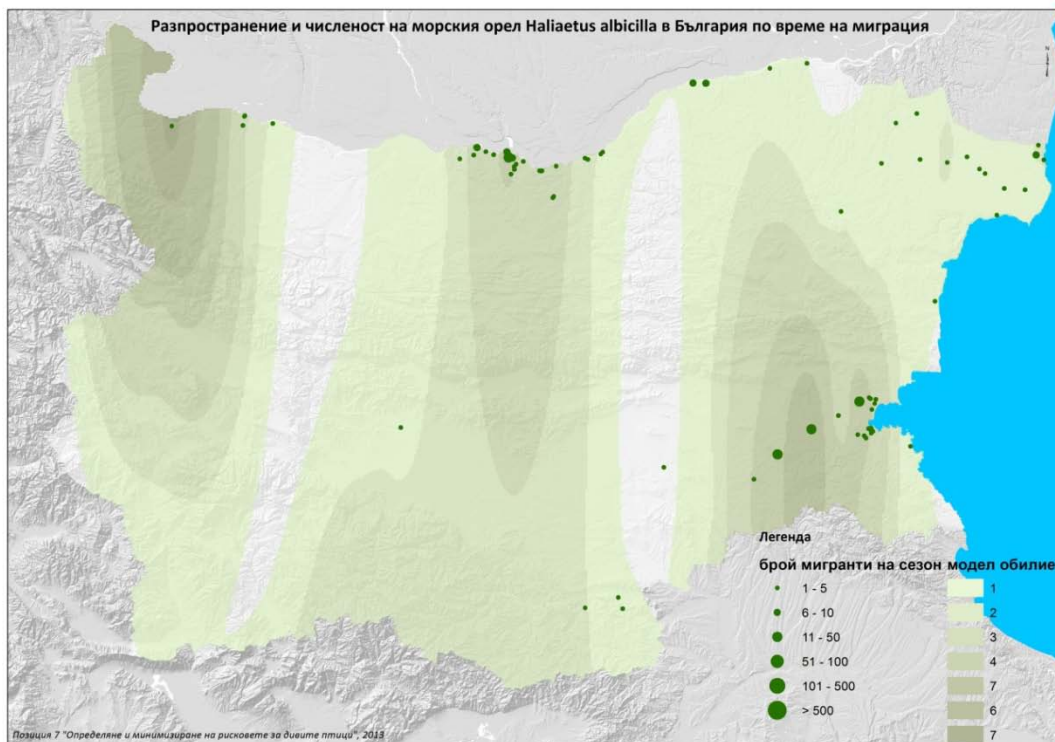 Разпространение и численост на морския орел Haliaetus albicilla в България по време на миграция
N
Легенда
брой мигранти на сезон модел обилие
1 - 5 1
6 - 10 2
11 - 50 3
51 - 100 4
101 - 500 7
> 500 6
7
Позиция 7 "Определяне и минимизиране на рисковете за дивите птици", 2013